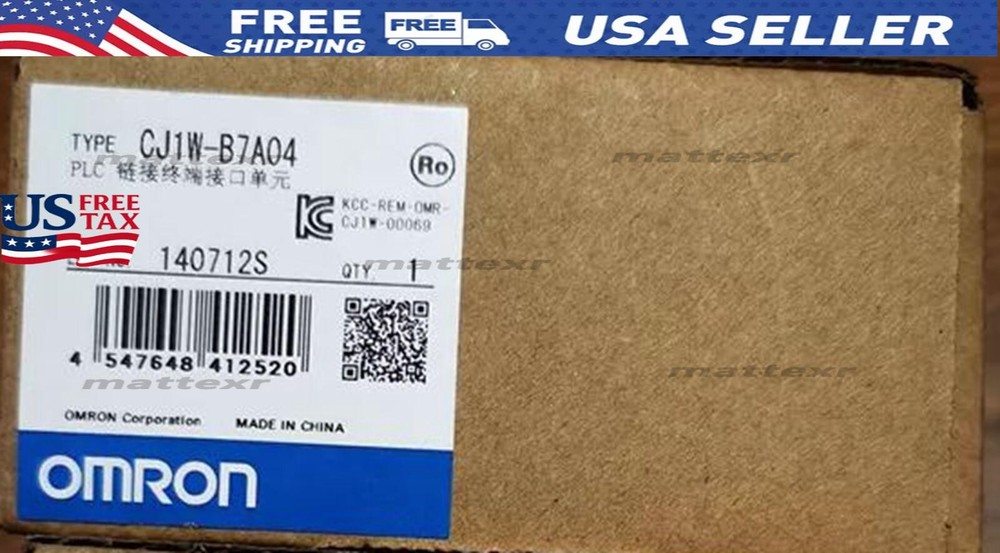 FREE
SHIPPING
FREE
USA SELLER
TYPE CJ1W-B7A04
PLC 链接终端接口单元
Ro
KCC-REM-OMR-
CJ1W-00069
US FREE
TAX
140712S
QTY. 1
4 547648 412520
OMRON Corporation MADE IN CHINA
OMRON
mattexr
mattexr
mattexr
mattexr
mattexr